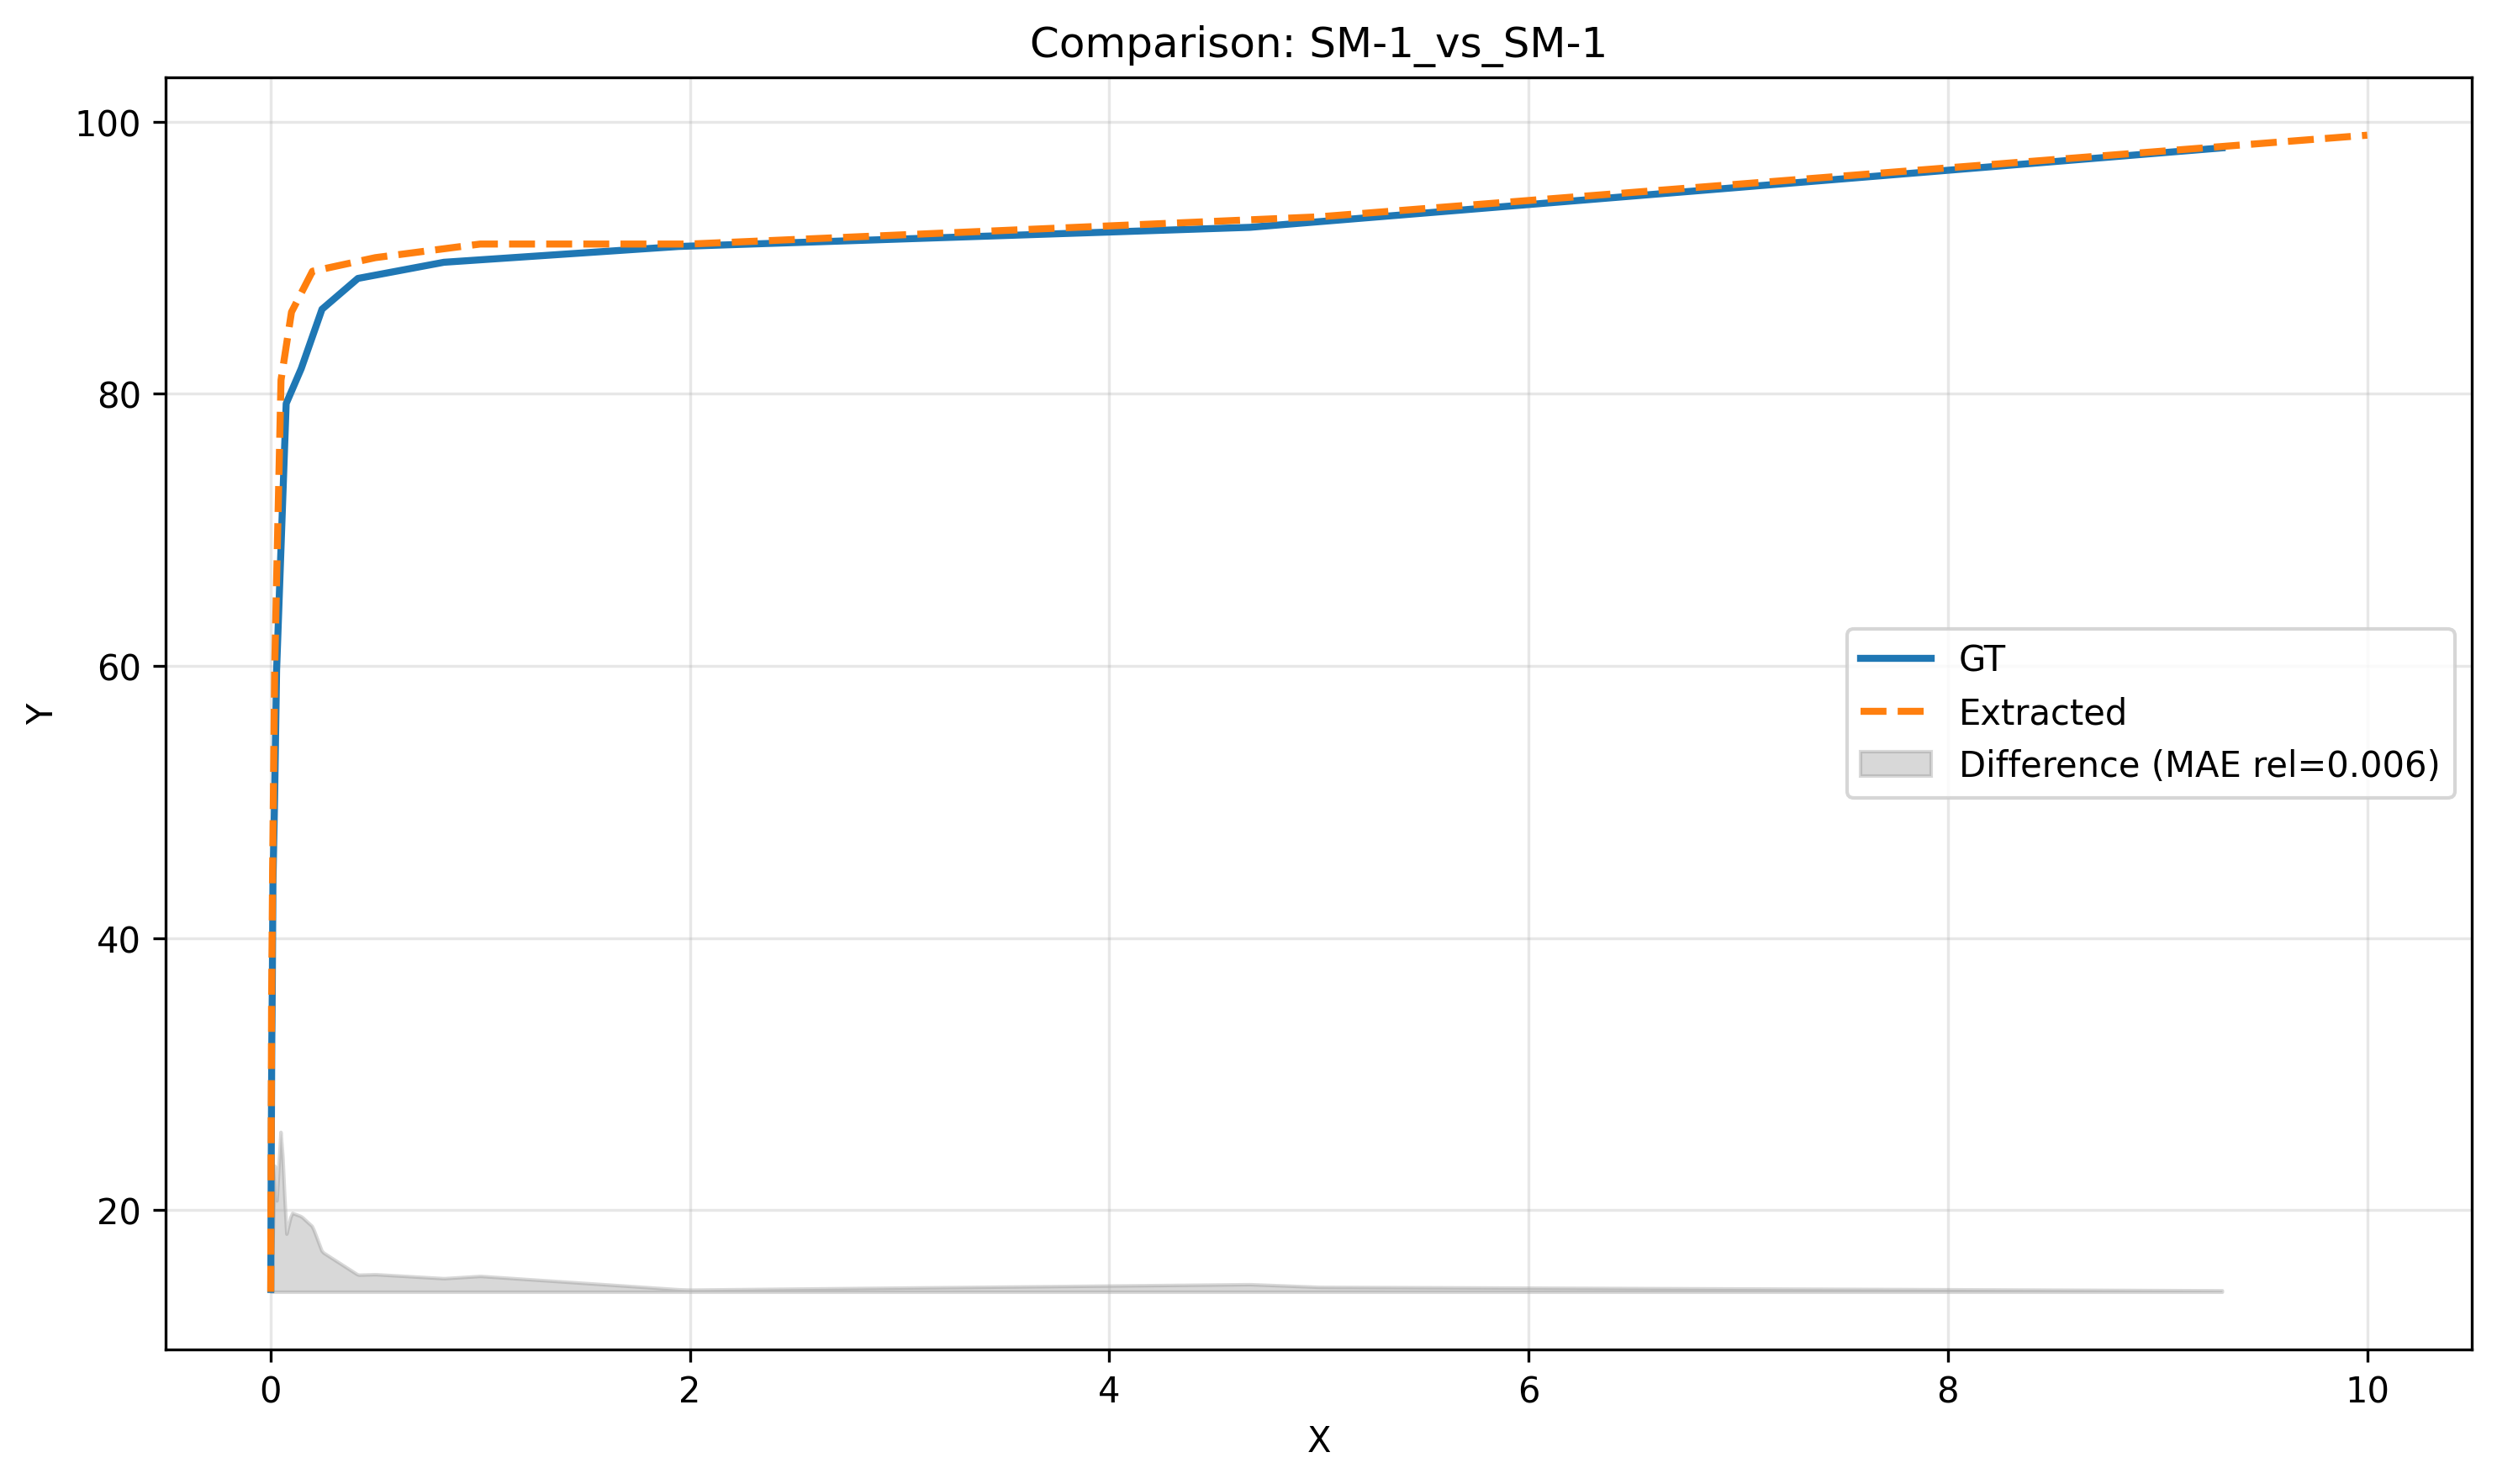 Comparison: SM-1_vs_SM-1
100
80
60
40
20
Y
GT
Extracted
Difference (MAE rel=0.006)
0 2 4 6 8 10
X